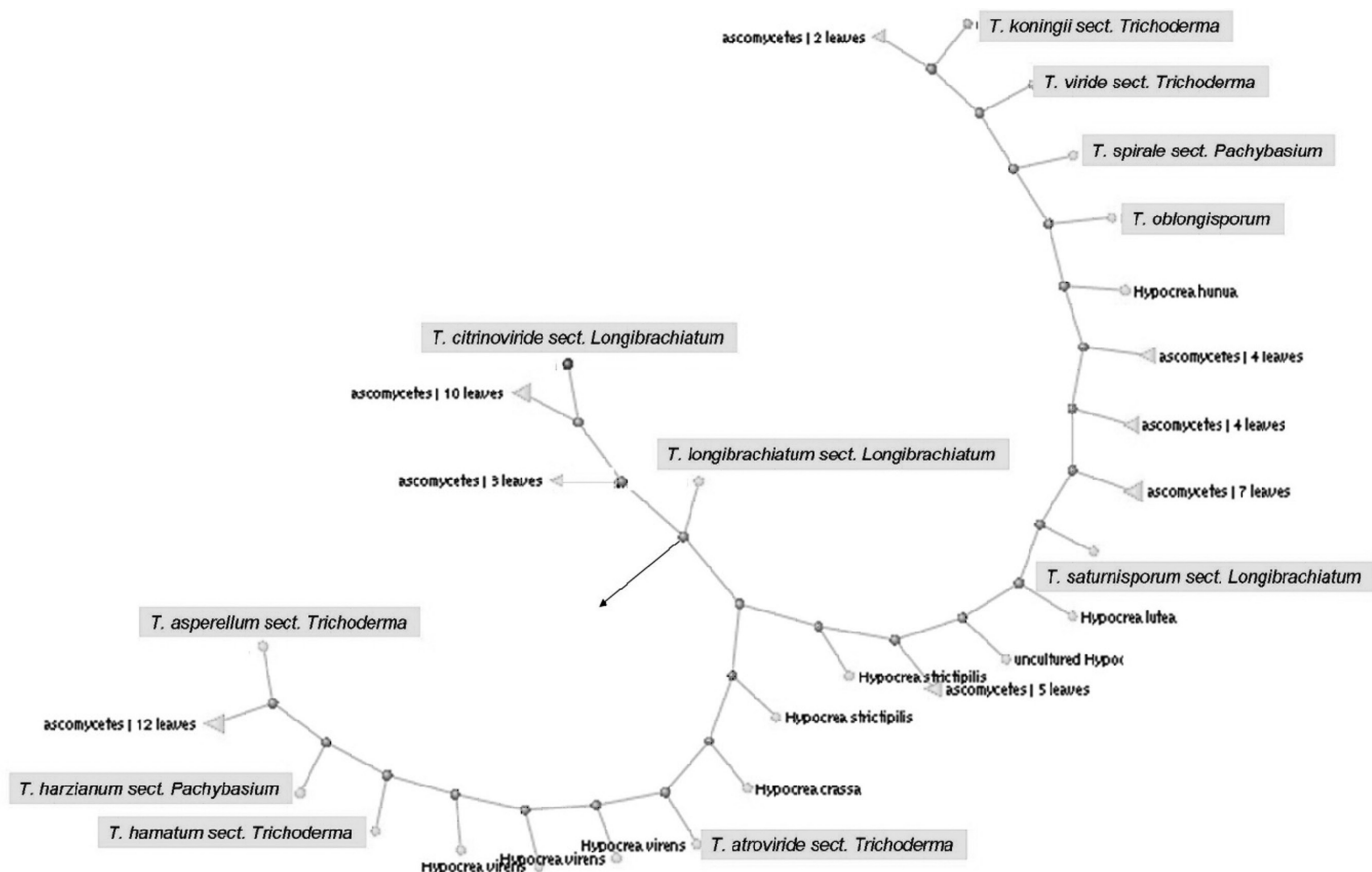 T. koningii sect. Trichoderma
ascomycetes | 2 leaves
T. viride sect. Trichoderma
T. spirale sect. Pachybasium
T. oblongisporum
Hypocrea hunua
T. citrinoviride sect. Longibrachiatum
ascomycetes | 4 leaves
ascomycetes | 10 leaves
ascomycetes | 4 leaves
T. longibrachiatum sect. Longibrachiatum
ascomycetes | 3 leaves
ascomycetes | 7 leaves
T. saturnisporum sect. Longibrachiatum
Hypocrea lutea
T. asperellum sect. Trichoderma
uncultured Hypoc
Hypocrea strictipilis
ascomycetes | 5 leaves
Hypocrea strictipilis
ascomycetes | 12 leaves
T. harzianum sect. Pachybasium
Hypocrea crassa
T. hamatum sect. Trichoderma
Hypocrea virens
Hypocrea virens
Hypocrea virens
T. atroviride sect. Trichoderma